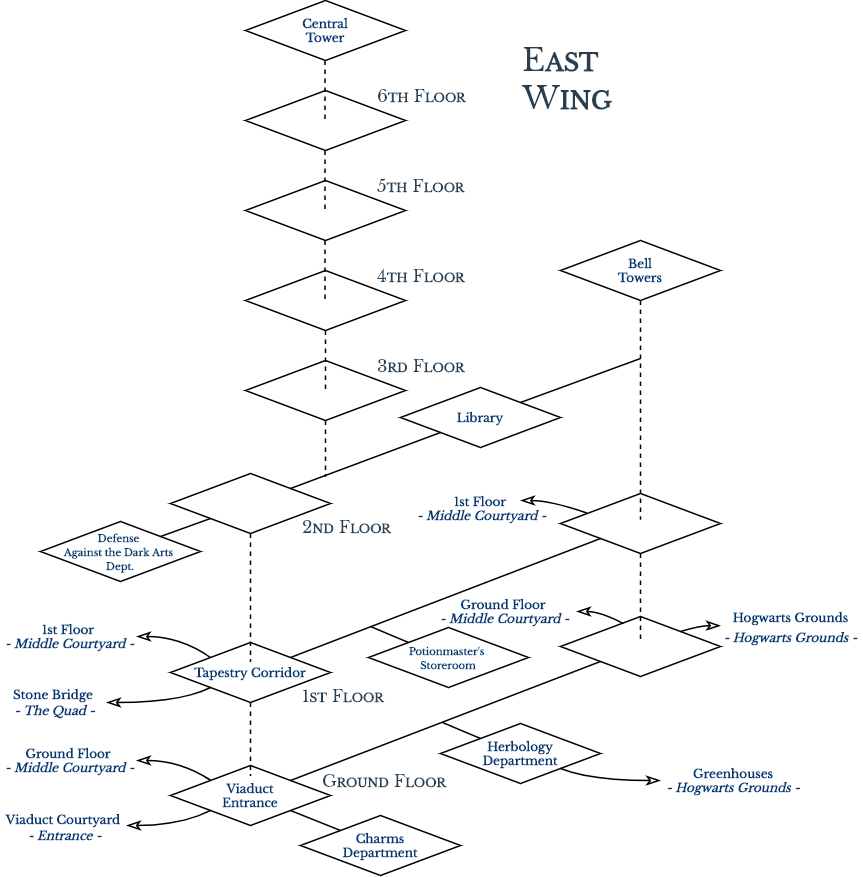 Central
Tower
East
Wing
6th Floor
5th Floor
4th Floor
Bell
Towers
3rd Floor
Library
1st Floor
- Middle Courtyard -
2nd Floor
Defense
Against the Dark Arts
Dept.
Ground Floor
- Middle Courtyard -
Hogwarts Grounds
- Hogwarts Grounds -
1st Floor
- Middle Courtyard -
Potionmaster's
Storeroom
Tapestry Corridor
Stone Bridge
- The Quad -
1st Floor
Ground Floor
- Middle Courtyard -
Herbology
Department
Greenhouses
- Hogwarts Grounds -
Ground Floor
Viaduct
Entrance
Viaduct Courtyard
- Entrance -
Charms
Department